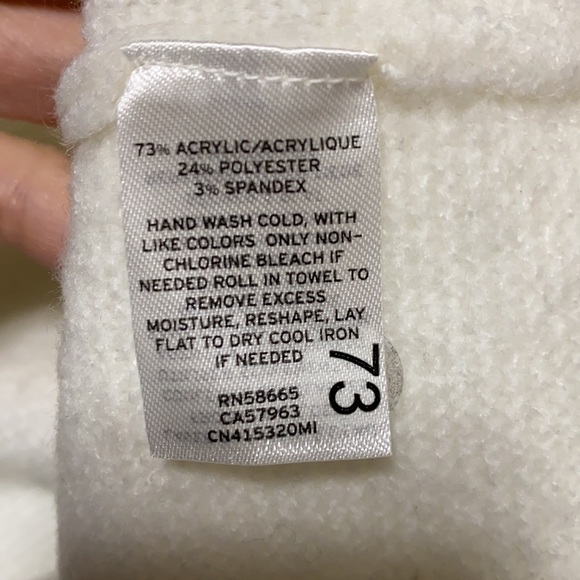 73% ACRYLIC/ACRYLIQUE
24% POLYESTER
3% SPANDEX
HAND WASH COLD, WITH
LIKE COLORS ONLY NON-
CHLORINE BLEACH IF
NEEDED ROLL IN TOWEL TO
REMOVE EXCESS
MOISTURE, RESHAPE, LAY
FLAT TO DRY COOL IRON
IF NEEDED
RN58665
CA57963
CN415320MI
73